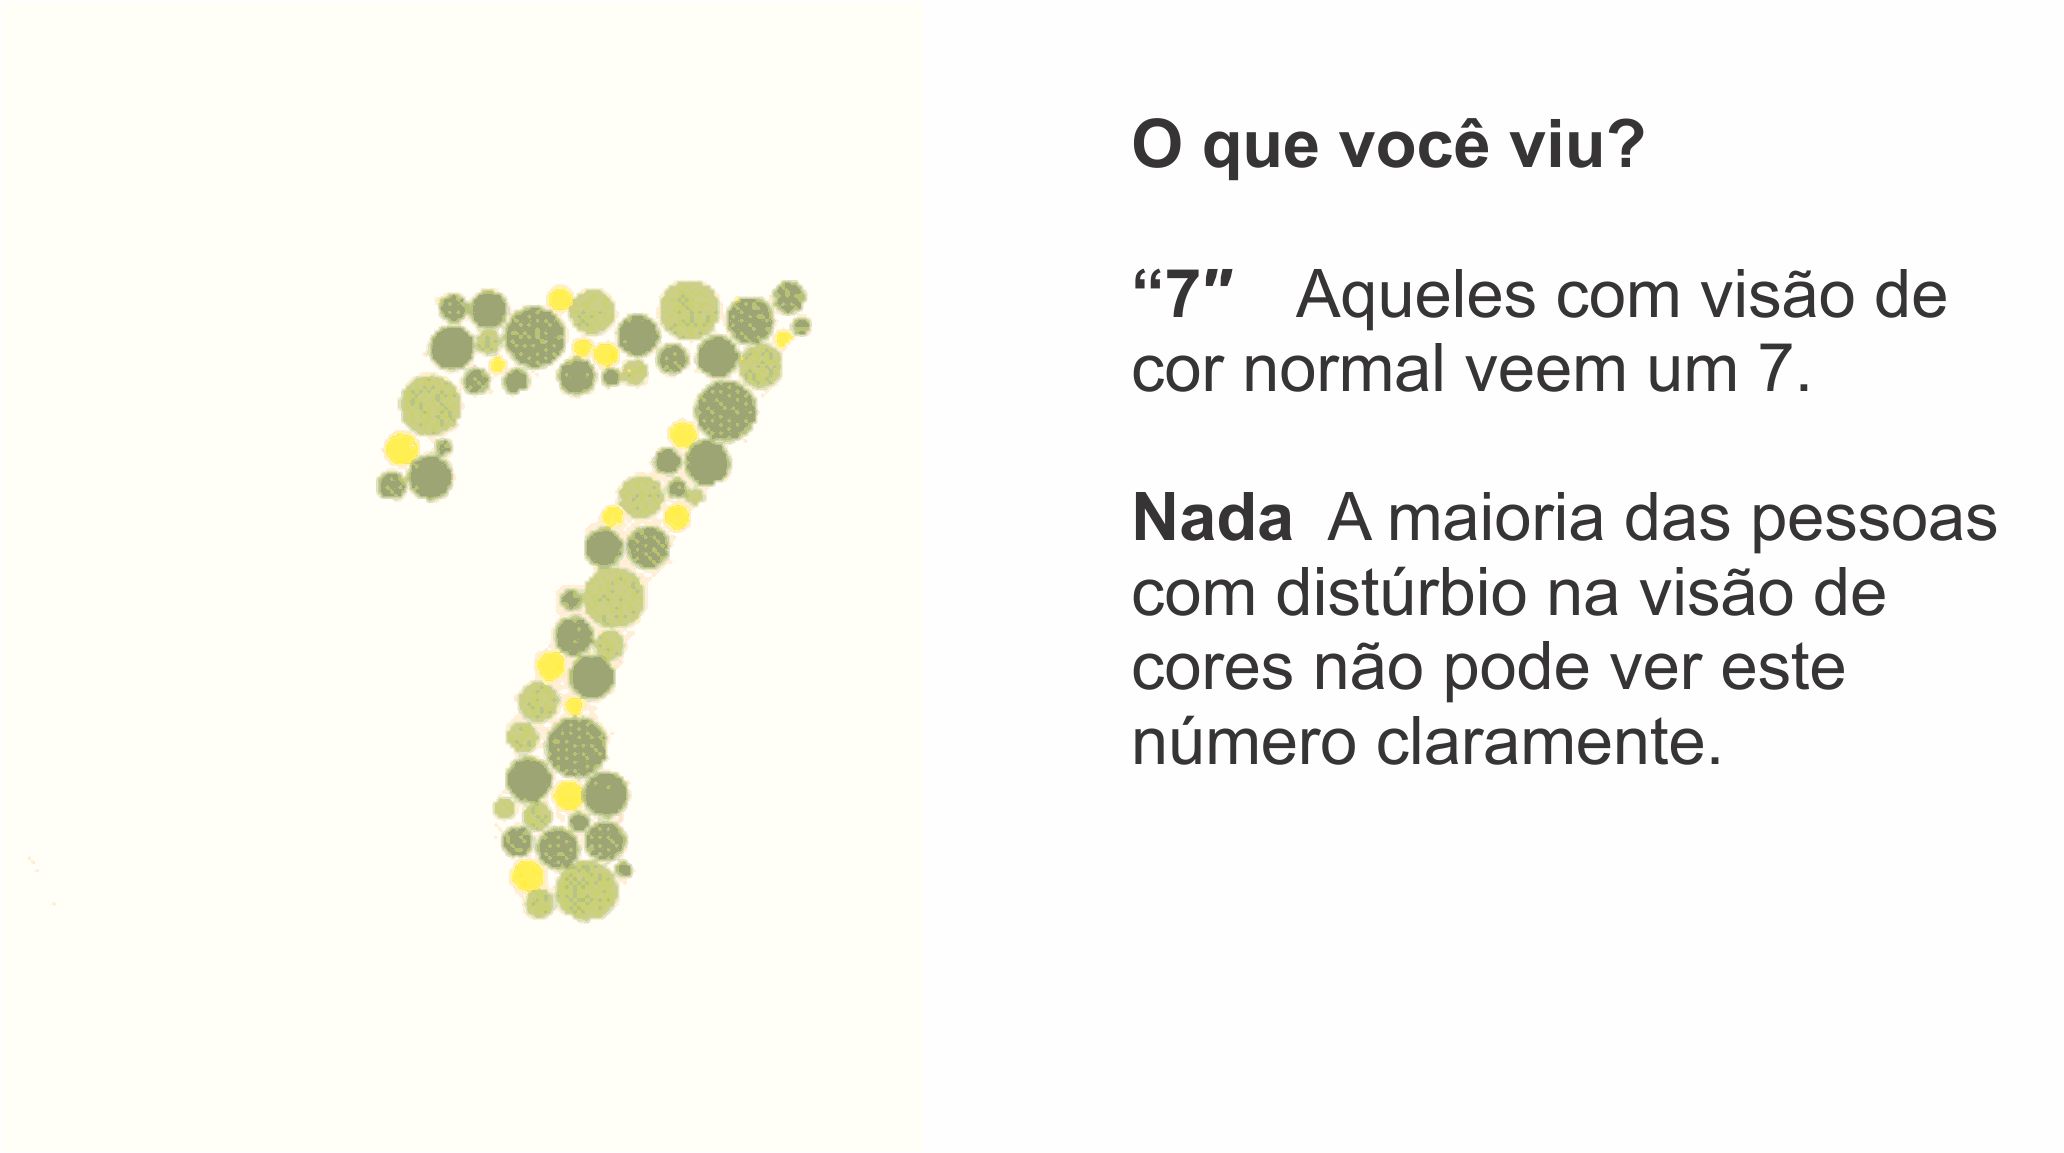 7
O que você viu?
“7″ Aqueles com visão de
cor normal veem um 7.
Nada A maioria das pessoas
com distúrbio na visão de
cores não pode ver este
número claramente.